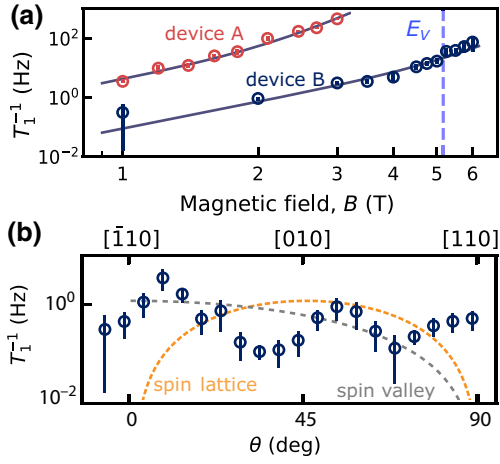 (a)
10²
10⁰
10⁻²
T₁⁻¹ (Hz)
device A
device B
E_V
1 2 3 4 5 6
Magnetic field, B (T)
(b)
[1̄10] [010] [110]
10⁰
10⁻²
T₁⁻¹ (Hz)
spin lattice
spin valley
0 45 90
θ (deg)